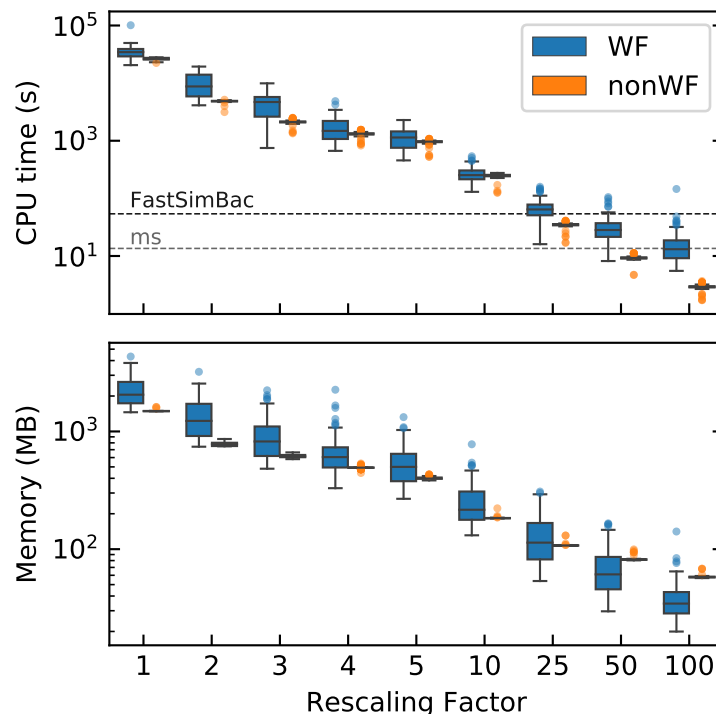 10^5
10^3
10^1
CPU time (s)
WF
nonWF
FastSimBac
ms
10^3
10^2
Memory (MB)
1 2 3 4 5 10 25 50 100
Rescaling Factor